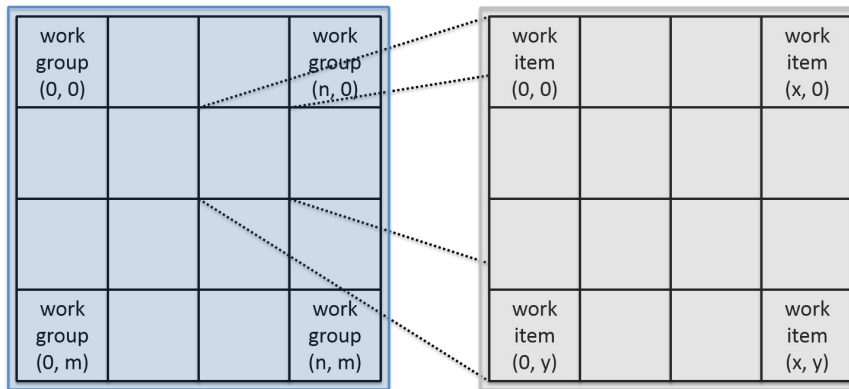 work
group
(0, 0)
work
group
(n, 0)
work
item
(0, 0)
work
item
(x, 0)
work
group
(0, m)
work
group
(n, m)
work
item
(0, y)
work
item
(x, y)